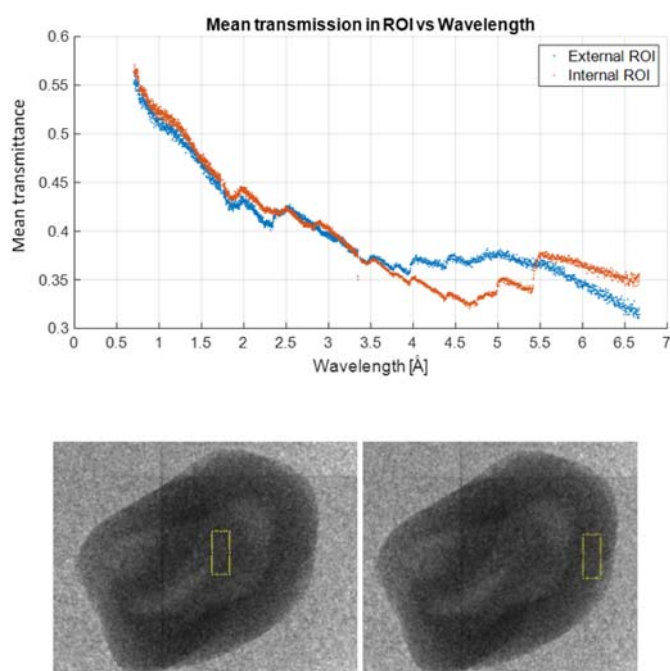 Mean transmission in ROI vs Wavelength
External ROI
Internal ROI
Mean transmittance
0.6
0.55
0.5
0.45
0.4
0.35
0.3
0 0.5 1 1.5 2 2.5 3 3.5 4 4.5 5 5.5 6 6.5 7
Wavelength [Å]